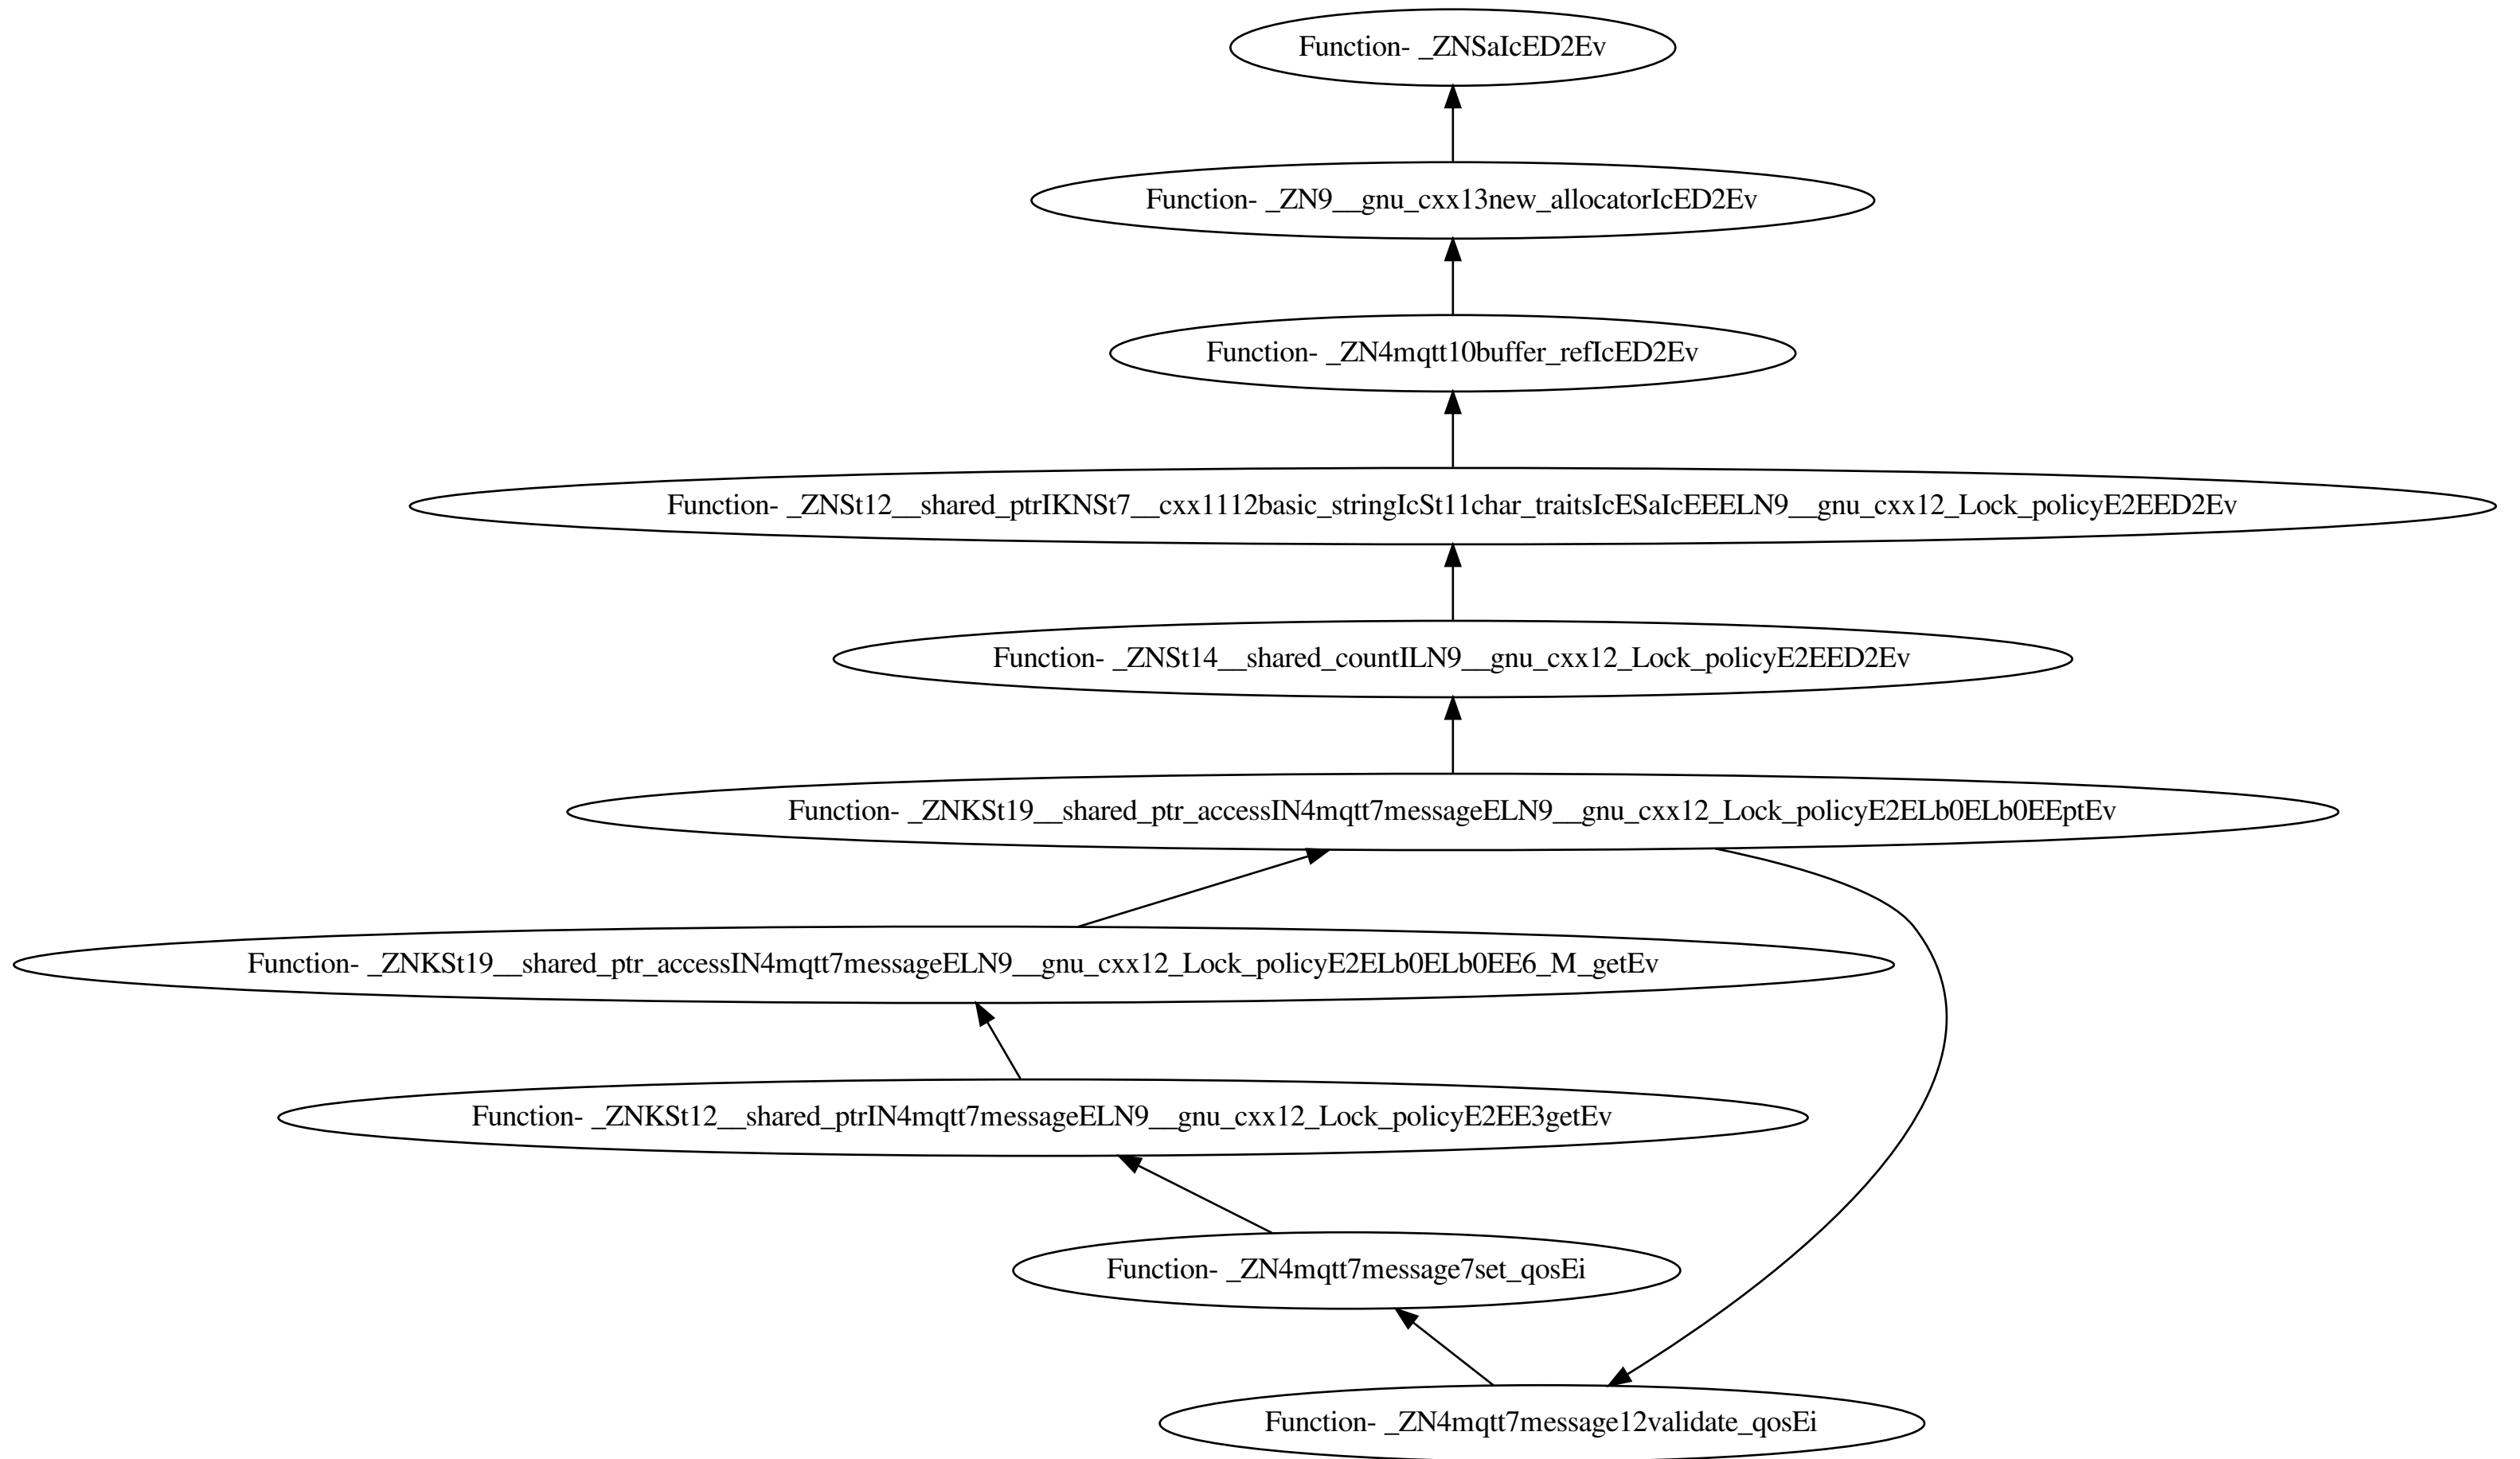 Function- _ZNSaIcED2Ev
Function- _ZN9__gnu_cxx13new_allocatorIcED2Ev
Function- _ZN4mqtt10buffer_refIcED2Ev
Function- _ZNSt12__shared_ptrIKNSt7__cxx1112basic_stringIcSt11char_traitsIcESaIcEEELN9__gnu_cxx12_Lock_policyE2EED2Ev
Function- _ZNSt14__shared_countILN9__gnu_cxx12_Lock_policyE2EED2Ev
Function- _ZNKSt19__shared_ptr_accessIN4mqtt7messageELN9__gnu_cxx12_Lock_policyE2ELb0ELb0EEptEv
Function- _ZNKSt19__shared_ptr_accessIN4mqtt7messageELN9__gnu_cxx12_Lock_policyE2ELb0ELb0EE6_M_getEv
Function- _ZNKSt12__shared_ptrIN4mqtt7messageELN9__gnu_cxx12_Lock_policyE2EE3getEv
Function- _ZN4mqtt7message7set_qosEi
Function- _ZN4mqtt7message12validate_qosEi